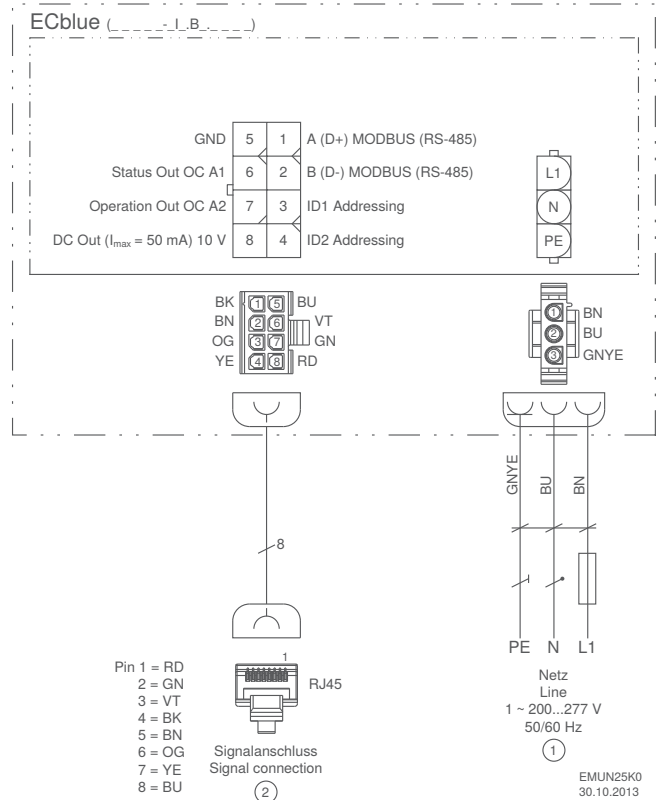 ECblue (_ _ _ _ _-_I_.B_._ _ _ _)
GND 5 1 A (D+) MODBUS (RS-485)
Status Out OC A1 6 2 B (D-) MODBUS (RS-485)
Operation Out OC A2 7 3 ID1 Addressing
DC Out (Imax = 50 mA) 10 V 8 4 ID2 Addressing
L1
N
PE
BK 1 5 BU
BN 2 6 VT
OG 3 7 GN
YE 4 8 RD
1 BN
2 BU
3 GNYE
GNYE BU BN
8
PE N L1
Netz
Line
1 ~ 200...277 V
50/60 Hz
1
1
RJ45
Pin 1 = RD
2 = GN
3 = VT
4 = BK
5 = BN
6 = OG
7 = YE
8 = BU
Signalanschluss
Signal connection
2
EMUN25K0
30.10.2013